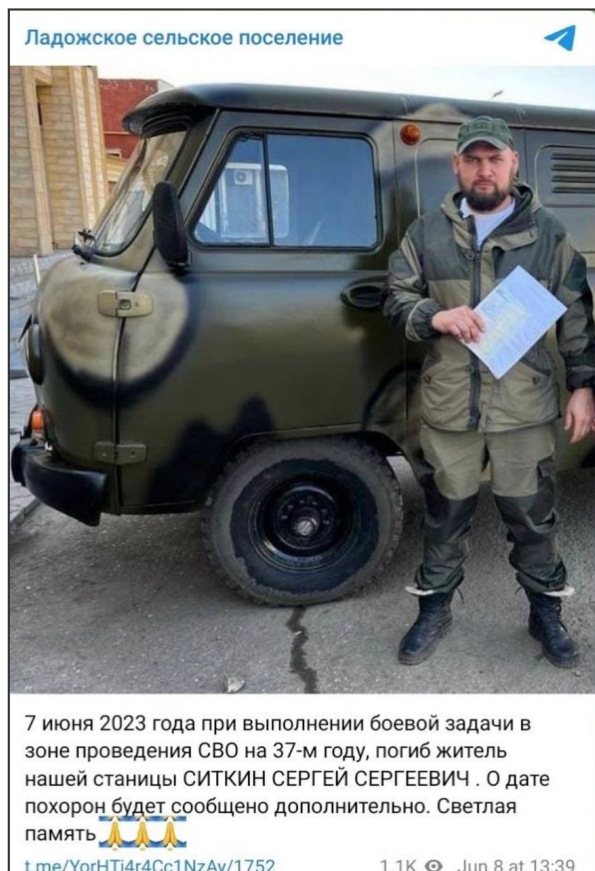 Ладожское сельское поселение
7 июня 2023 года при выполнении боевой задачи в
зоне проведения СВО на 37-м году, погиб житель
нашей станицы СИТКИН СЕРГЕЙ СЕРГЕЕВИЧ . О дате
похорон будет сообщено дополнительно. Светлая
память 🙏🙏🙏
t.me/YorHTj4r4Cc1NzAy/1752 1.1K Jun 8 at 13:39